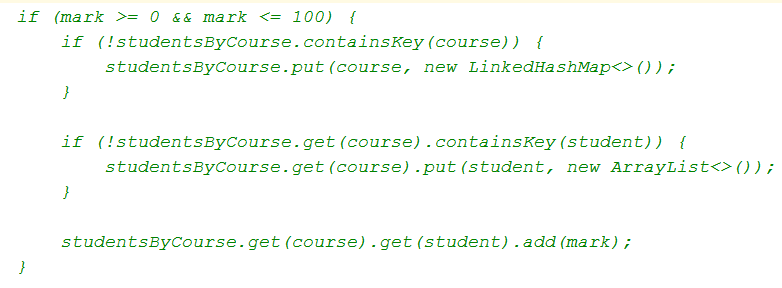 if (mark >= 0 && mark <= 100) {
    if (!studentsByCourse.containsKey(course)) {
        studentsByCourse.put(course, new LinkedHashMap<>());
    }

    if (!studentsByCourse.get(course).containsKey(student)) {
        studentsByCourse.get(course).put(student, new ArrayList<>());
    }

    studentsByCourse.get(course).get(student).add(mark);
}